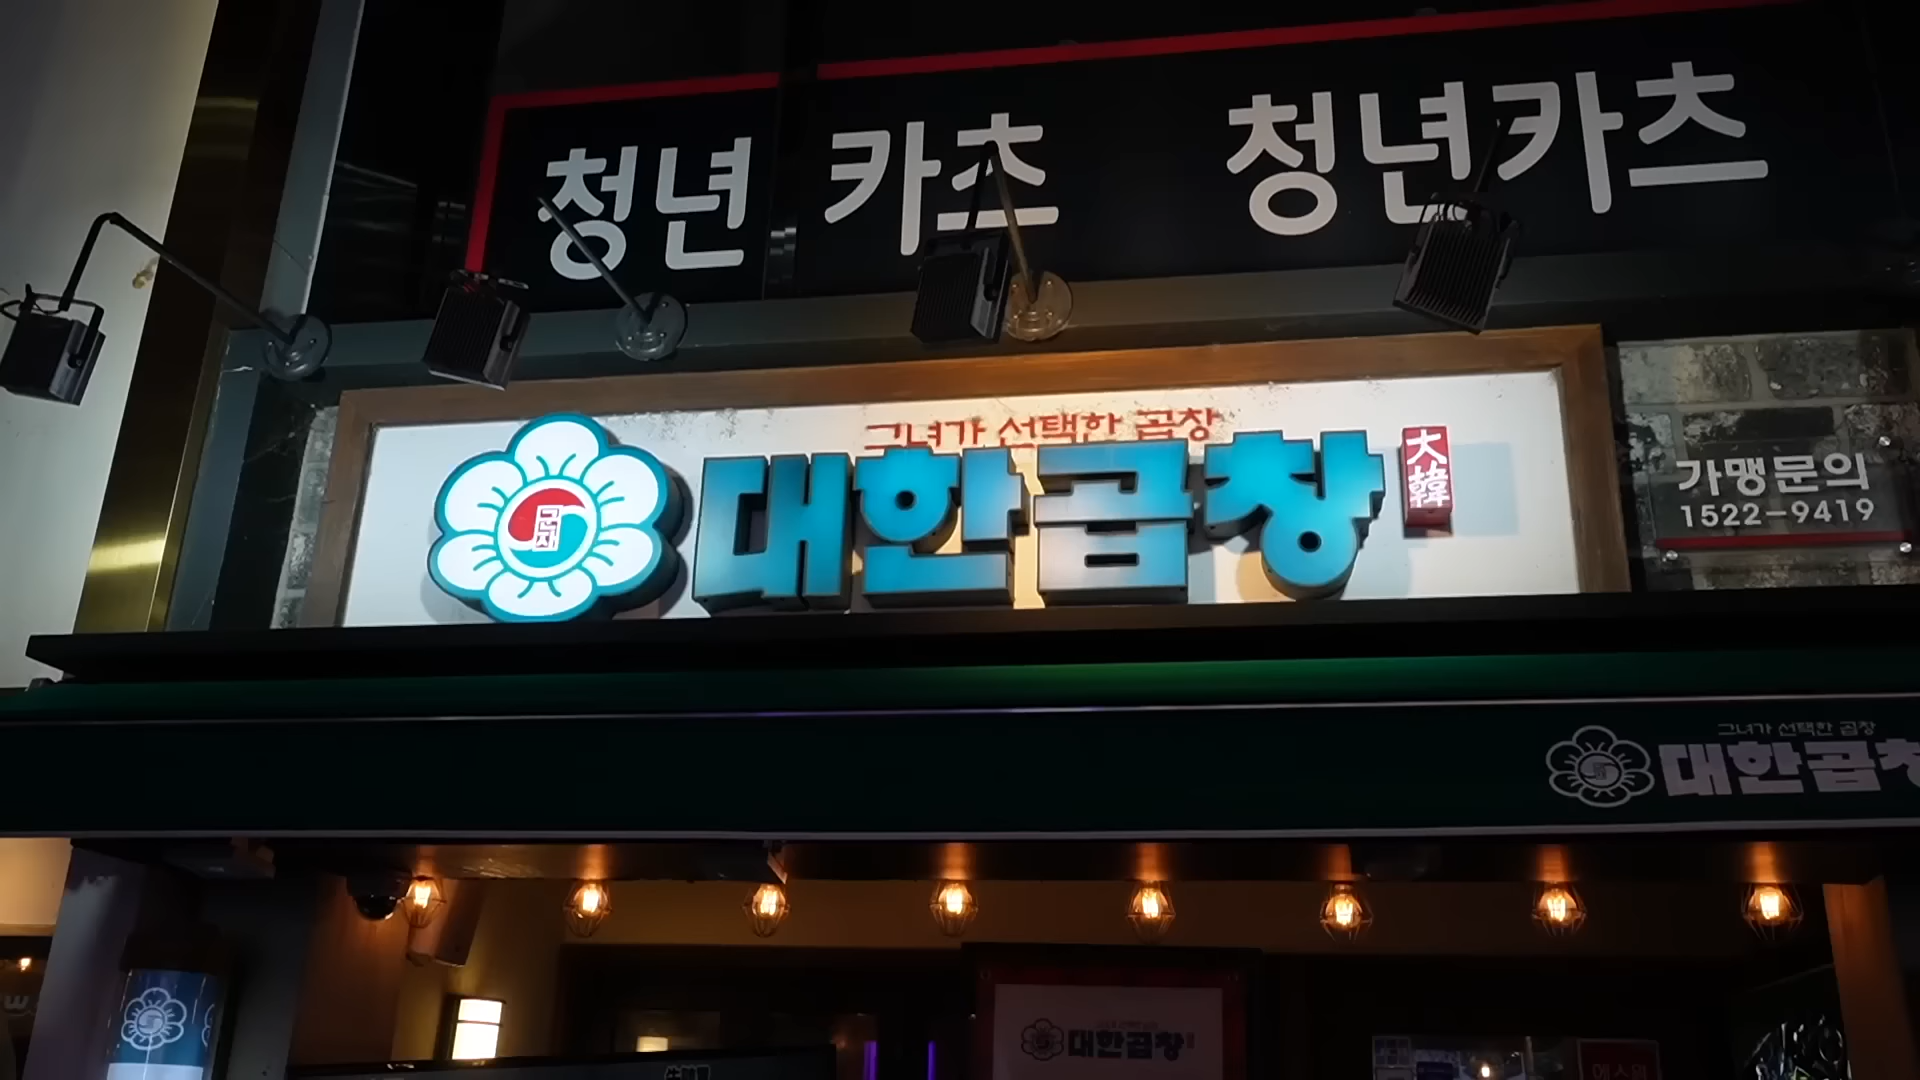 청년 카츠 청년카츠
그녀가 선택한 곱창
대한곱창
大韓
가맹문의
1522-9419
그녀가 선택한 곱창
대한곱창
대한곱창